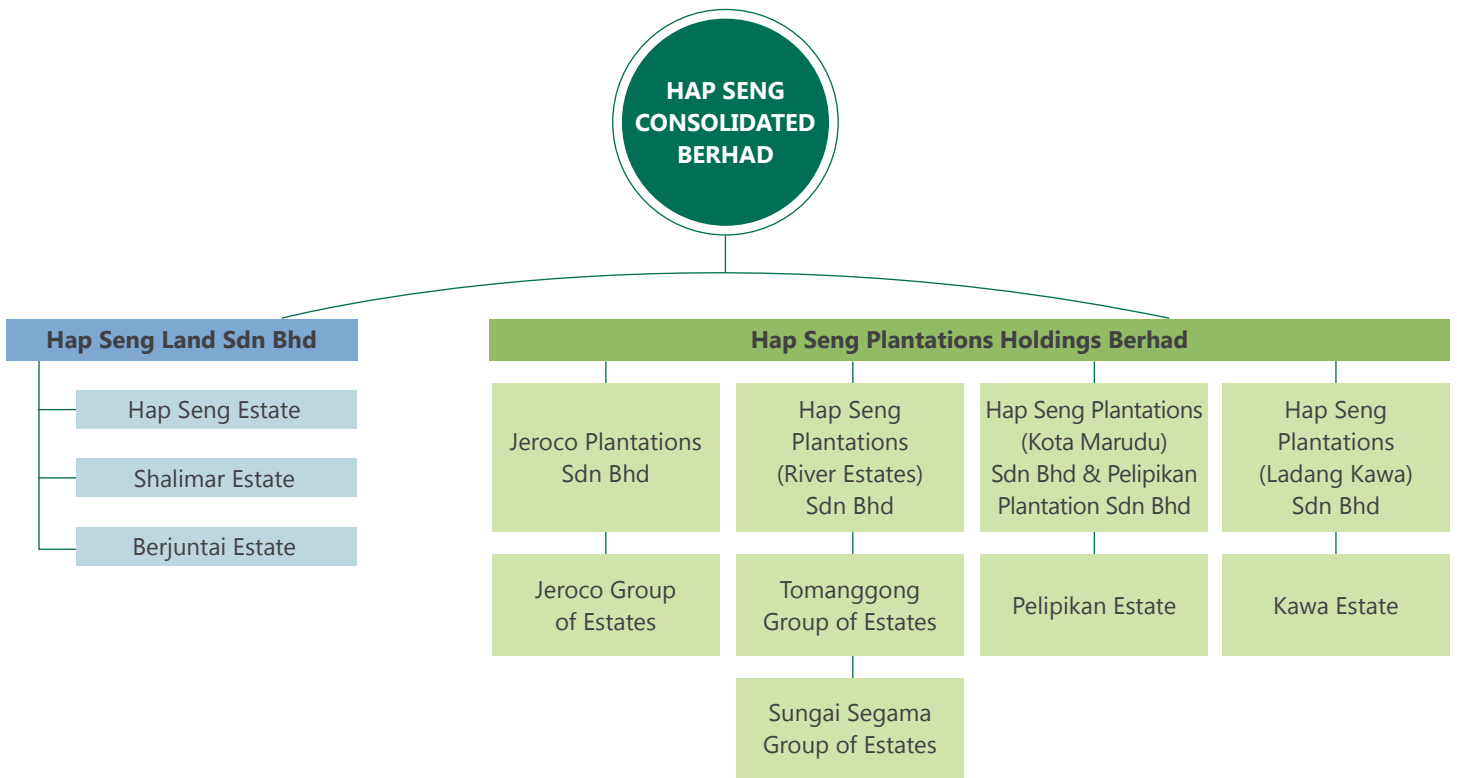 HAP SENG
CONSOLIDATED
BERHAD
Hap Seng Land Sdn Bhd
Hap Seng Estate
Shalimar Estate
Berjuntai Estate
Hap Seng Plantations Holdings Berhad
Jeroco Plantations
Sdn Bhd
Jeroco Group
of Estates
Hap Seng
Plantations
(River Estates)
Sdn Bhd
Tomanggong
Group of Estates
Sungai Segama
Group of Estates
Hap Seng Plantations
(Kota Marudu)
Sdn Bhd & Pelipikan
Plantation Sdn Bhd
Pelipikan Estate
Hap Seng
Plantations
(Ladang Kawa)
Sdn Bhd
Kawa Estate